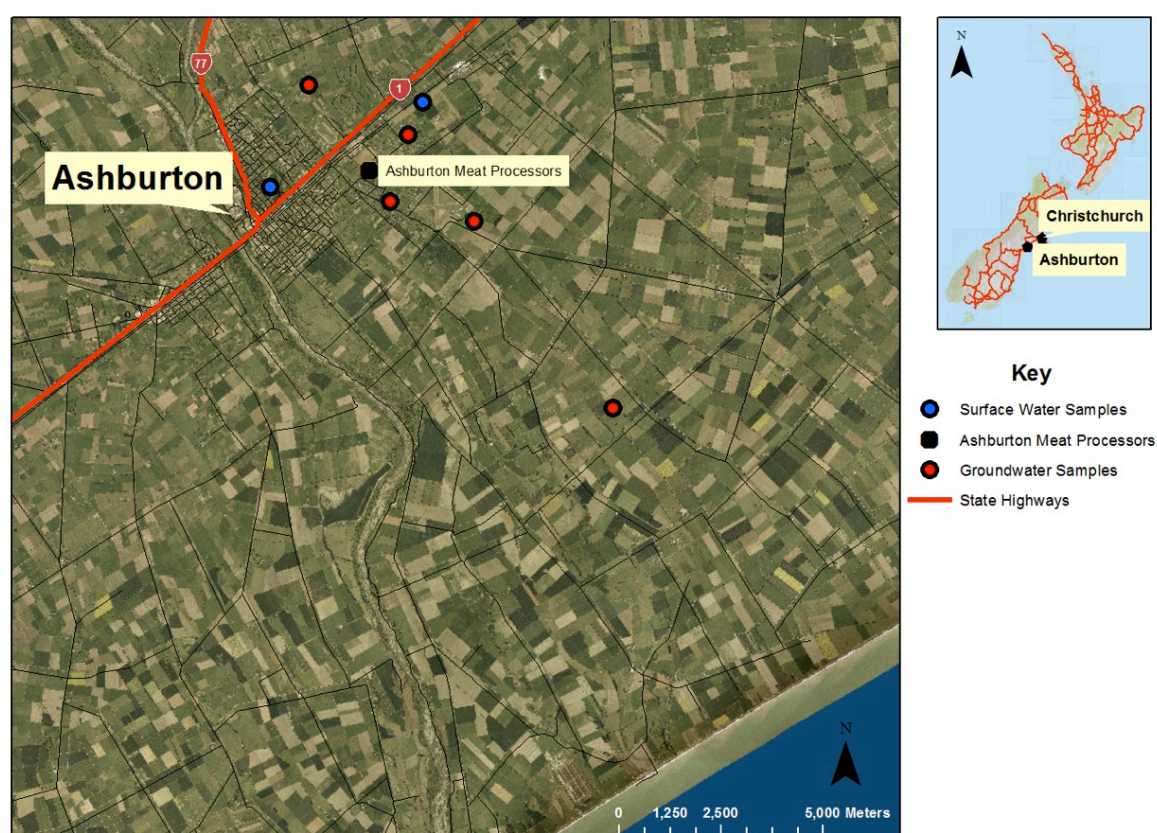 77
1
Ashburton
Ashburton Meat Processors
N
0 1,250 2,500 5,000 Meters
N
Christchurch
Ashburton
Key
Surface Water Samples
Ashburton Meat Processors
Groundwater Samples
State Highways